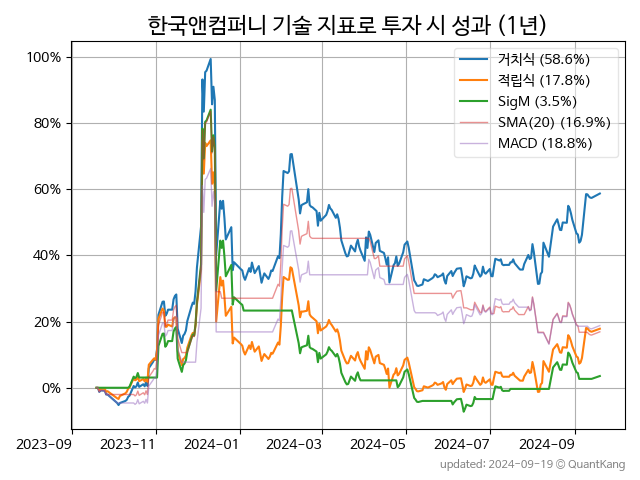 한국앤컴퍼니 기술 지표로 투자 시 성과 (1년)
100%
80%
60%
40%
20%
0%
거치식 (58.6%)
적립식 (17.8%)
SigM (3.5%)
SMA(20) (16.9%)
MACD (18.8%)
2023-09 2023-11 2024-01 2024-03 2024-05 2024-07 2024-09
updated: 2024-09-19 @ QuantKang